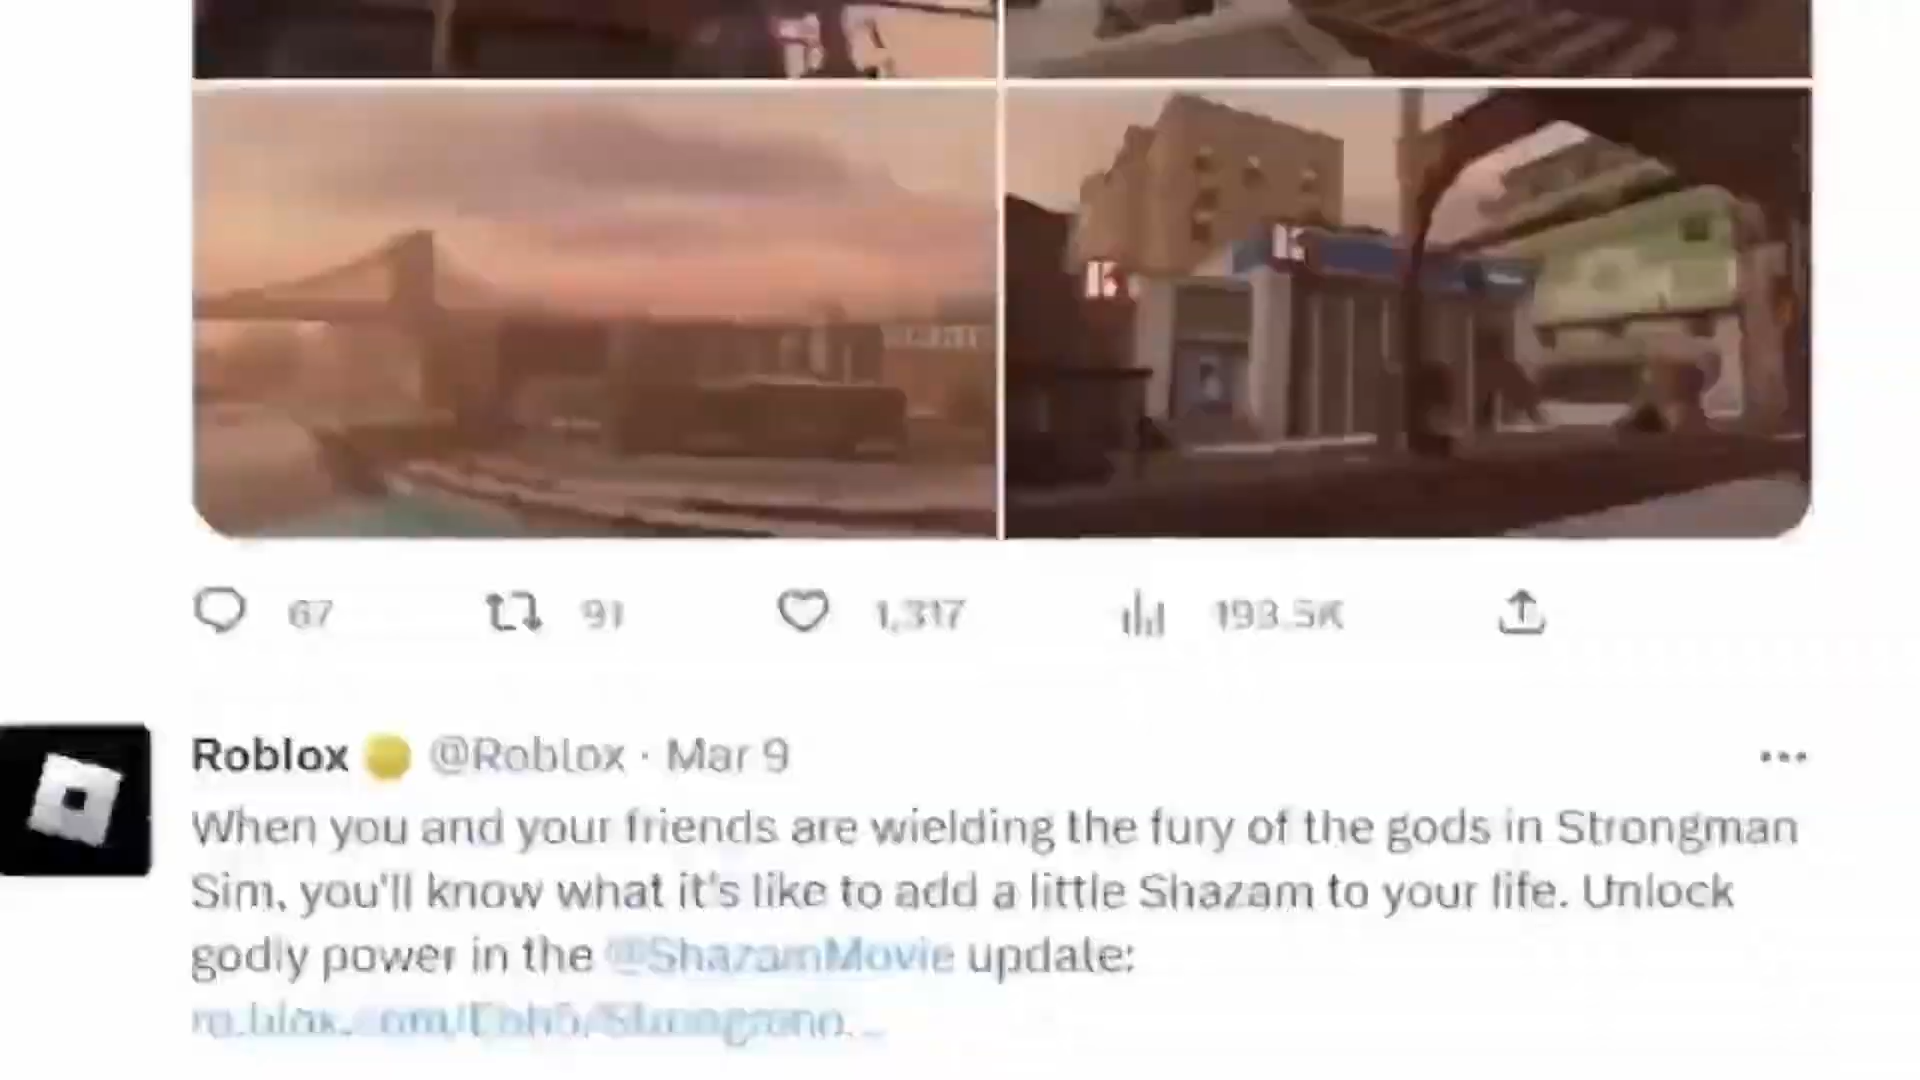 67 91 1,317 193.5K
Roblox @Roblox · Mar 9
When you and your friends are wielding the fury of the gods in Strongman
Sim, you'll know what it's like to add a little Shazam to your life. Unlock
godly power in the @ShazamMovie update: